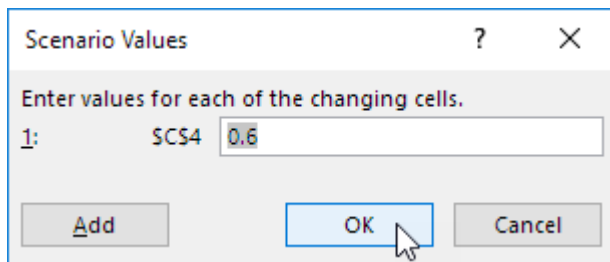 Scenario Values ? ×
Enter values for each of the changing cells.
1: $C$4 0.6
Add OK Cancel